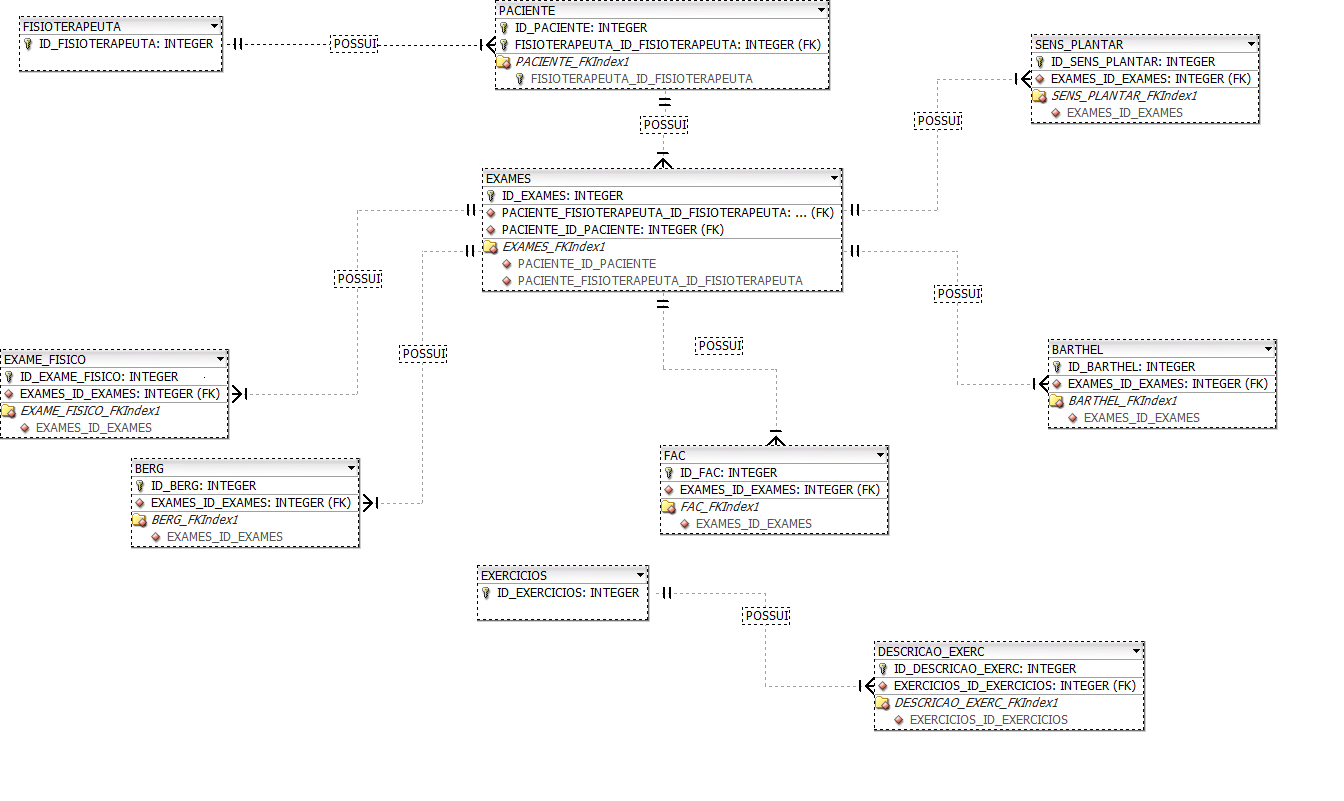 FISIOTERAPEUTA
ID_FISIOTERAPEUTA: INTEGER
POSSUI
PACIENTE
ID_PACIENTE: INTEGER
FISIOTERAPEUTA_ID_FISIOTERAPEUTA: INTEGER (FK)
PACIENTE_FKIndex1
FISIOTERAPEUTA_ID_FISIOTERAPEUTA
POSSUI
SENS_PLANTAR
ID_SENS_PLANTAR: INTEGER
EXAMES_ID_EXAMES: INTEGER (FK)
SENS_PLANTAR_FKIndex1
EXAMES_ID_EXAMES
POSSUI
EXAMES
ID_EXAMES: INTEGER
PACIENTE_FISIOTERAPEUTA_ID_FISIOTERAPEUTA: ... (FK)
PACIENTE_ID_PACIENTE: INTEGER (FK)
EXAMES_FKIndex1
PACIENTE_ID_PACIENTE
PACIENTE_FISIOTERAPEUTA_ID_FISIOTERAPEUTA
POSSUI
POSSUI
POSSUI
POSSUI
EXAME_FISICO
ID_EXAME_FISICO: INTEGER
EXAMES_ID_EXAMES: INTEGER (FK)
EXAME_FISICO_FKIndex1
EXAMES_ID_EXAMES
BARTHEL
ID_BARTHEL: INTEGER
EXAMES_ID_EXAMES: INTEGER (FK)
BARTHEL_FKIndex1
EXAMES_ID_EXAMES
BERG
ID_BERG: INTEGER
EXAMES_ID_EXAMES: INTEGER (FK)
BERG_FKIndex1
EXAMES_ID_EXAMES
FAC
ID_FAC: INTEGER
EXAMES_ID_EXAMES: INTEGER (FK)
FAC_FKIndex1
EXAMES_ID_EXAMES
EXERCICIOS
ID_EXERCICIOS: INTEGER
POSSUI
DESCRICAO_EXERC
ID_DESCRICAO_EXERC: INTEGER
EXERCICIOS_ID_EXERCICIOS: INTEGER (FK)
DESCRICAO_EXERC_FKIndex1
EXERCICIOS_ID_EXERCICIOS